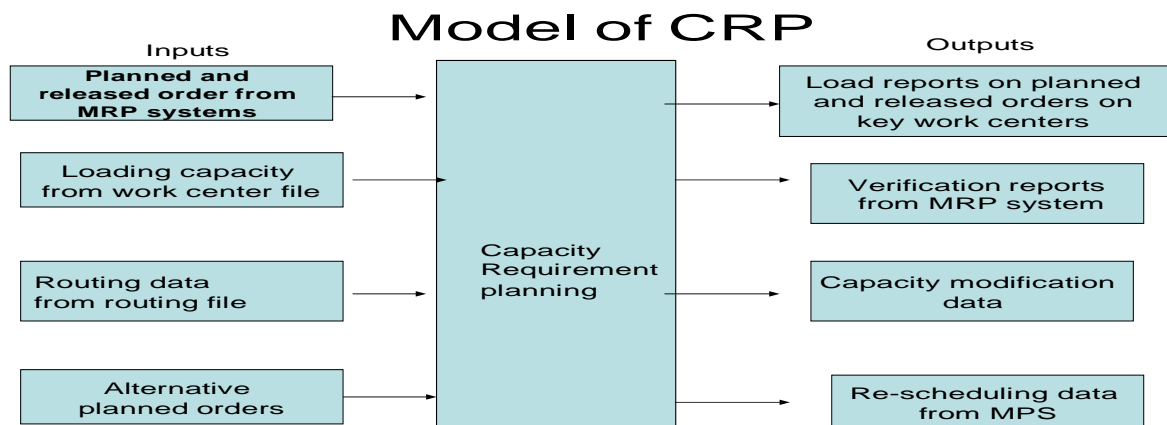 Model of CRP
Inputs
Planned and
released order from
MRP systems
Loading capacity
from work center file
Routing data
from routing file
Alternative
planned orders
Capacity
Requirement
planning
Outputs
Load reports on planned
and released orders on
key work centers
Verification reports
from MRP system
Capacity modification
data
Re-scheduling data
from MPS